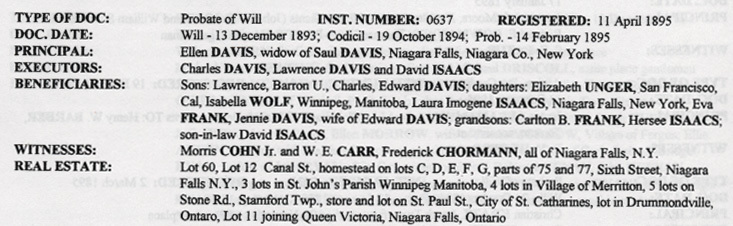 TYPE OF DOC: Probate of Will INST. NUMBER: 0637 REGISTERED: 11 April 1895
DOC. DATE: Will - 13 December 1893; Codicil - 19 October 1894; Prob. - 14 February 1895
PRINCIPAL: Ellen DAVIS, widow of Saul DAVIS, Niagara Falls, Niagara Co., New York
EXECUTORS: Charles DAVIS, Lawrence DAVIS and David ISAACS
BENEFICIARIES: Sons: Lawrence, Barron U., Charles, Edward DAVIS; daughters: Elizabeth UNGER, San Francisco,
Cal, Isabella WOLF, Winnipeg, Manitoba, Laura Imogene ISAACS, Niagara Falls, New York, Eva
FRANK, Jennie DAVIS, wife of Edward DAVIS; grandsons: Carlton B. FRANK, Hersee ISAACS;
son-in-law David ISAACS
WITNESSES: Morris COHN Jr. and W. E. CARR, Frederick CHORMANN, all of Niagara Falls, N.Y.
REAL ESTATE: Lot 60, Lot 12 Canal St., homestead on lots C, D, E, F, G, parts of 75 and 77, Sixth Street, Niagara
Falls N.Y., 3 lots in St. John's Parish Winnipeg Manitoba, 4 lots in Village of Merritton, 5 lots on
Stone Rd., Stamford Twp., store and lot on St. Paul St., City of St. Catharines, lot in Drummondville,
Ontaro, Lot 11 joining Queen Victoria, Niagara Falls, Ontario